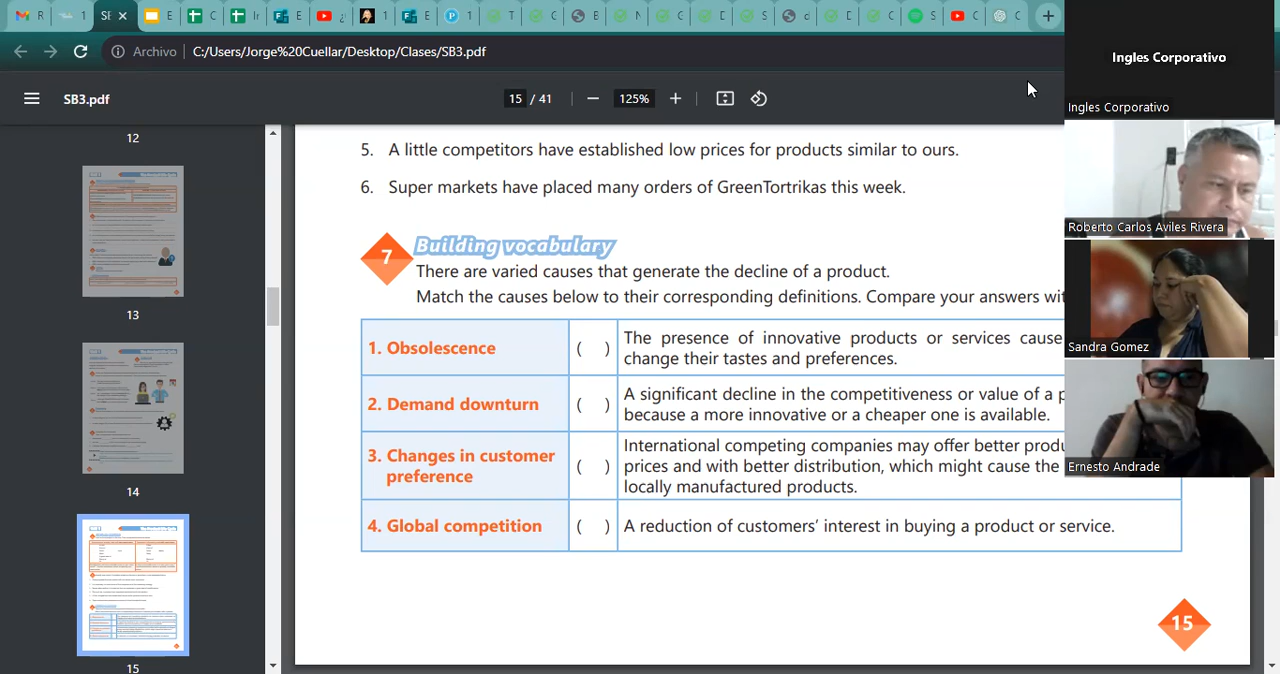 SE
E
C
I
E
1
E
1
T
C
B
N
C
D
S
d
D
C
S
C
C
Archivo C:/Users/Jorge%20Cuellar/Desktop/Clases/SB3.pdf
SB3.pdf
15 / 41
125%
12
13
14
15
5. A little competitors have established low prices for products similar to ours.
6. Super markets have placed many orders of GreenTortrikas this week.
7 Building vocabulary
There are varied causes that generate the decline of a product.
Match the causes below to their corresponding definitions. Compare your answers wi
1. Obsolescence ( ) The presence of innovative products or services cause
change their tastes and preferences.
2. Demand downturn ( ) A significant decline in the competitiveness or value of a p
because a more innovative or a cheaper one is available.
3. Changes in customer
preference ( ) International competing companies may offer better produ
prices and with better distribution, which might cause the
locally manufactured products.
4. Global competition ( ) A reduction of customers' interest in buying a product or service.
15
Ingles Corporativo
Ingles Corporativo
Roberto Carlos Aviles Rivera
Sandra Gomez
Ernesto Andrade